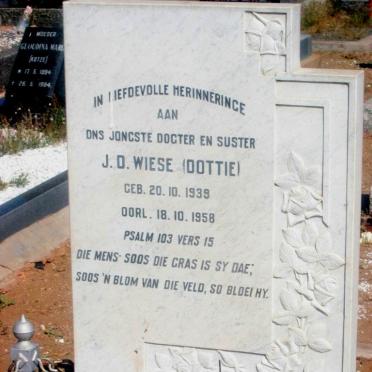 IN LIEFDEVOLLE HERINNERINGE
AAN
ONS JONGSTE DOGTER EN SUSTER
J. D. WIESE (DOTTIE)
GEB. 20. 10. 1939
OORL. 18. 10. 1958
PSALM 103 VERS 15
DIE MENS- SOOS DIE GRAS IS SY DAE;
SOOS 'N BLOM VAN DIE VELD, SO BLOEI HY.
MOEDER
(KOTZE)